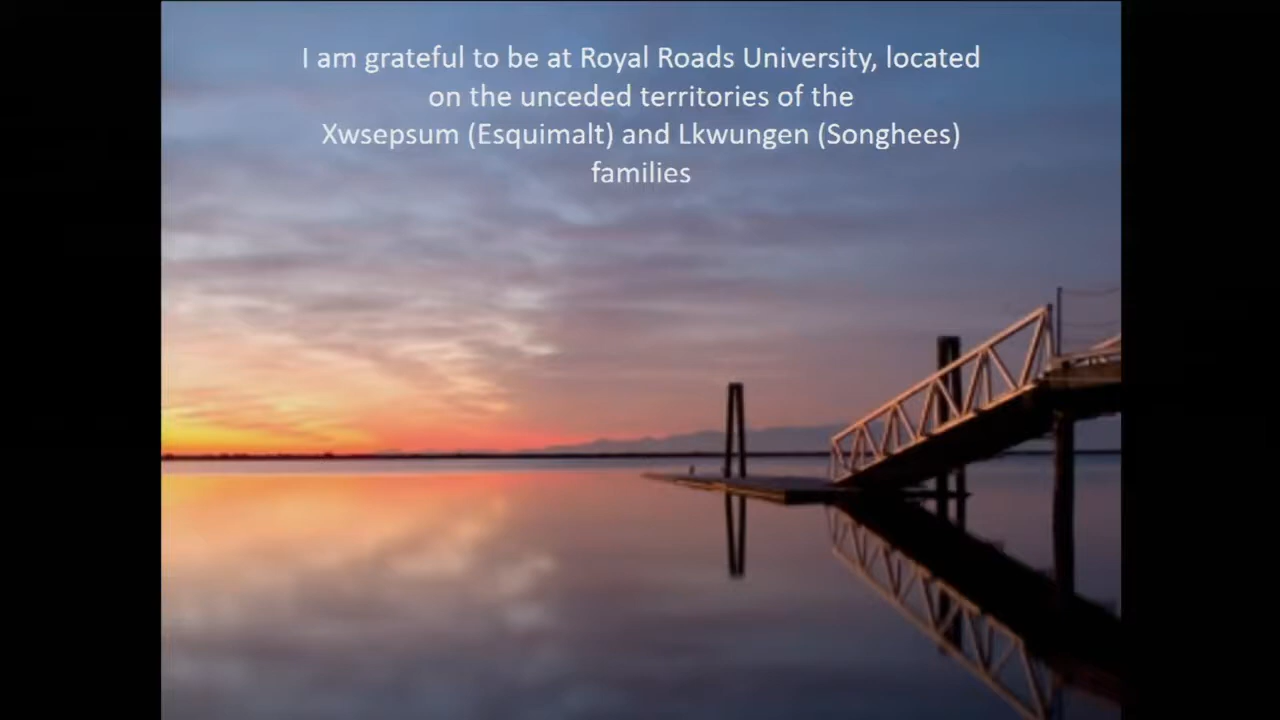 I am grateful to be at Royal Roads University, located
on the unceded territories of the
Xwsepsum (Esquimalt) and Lkwungen (Songhees)
families